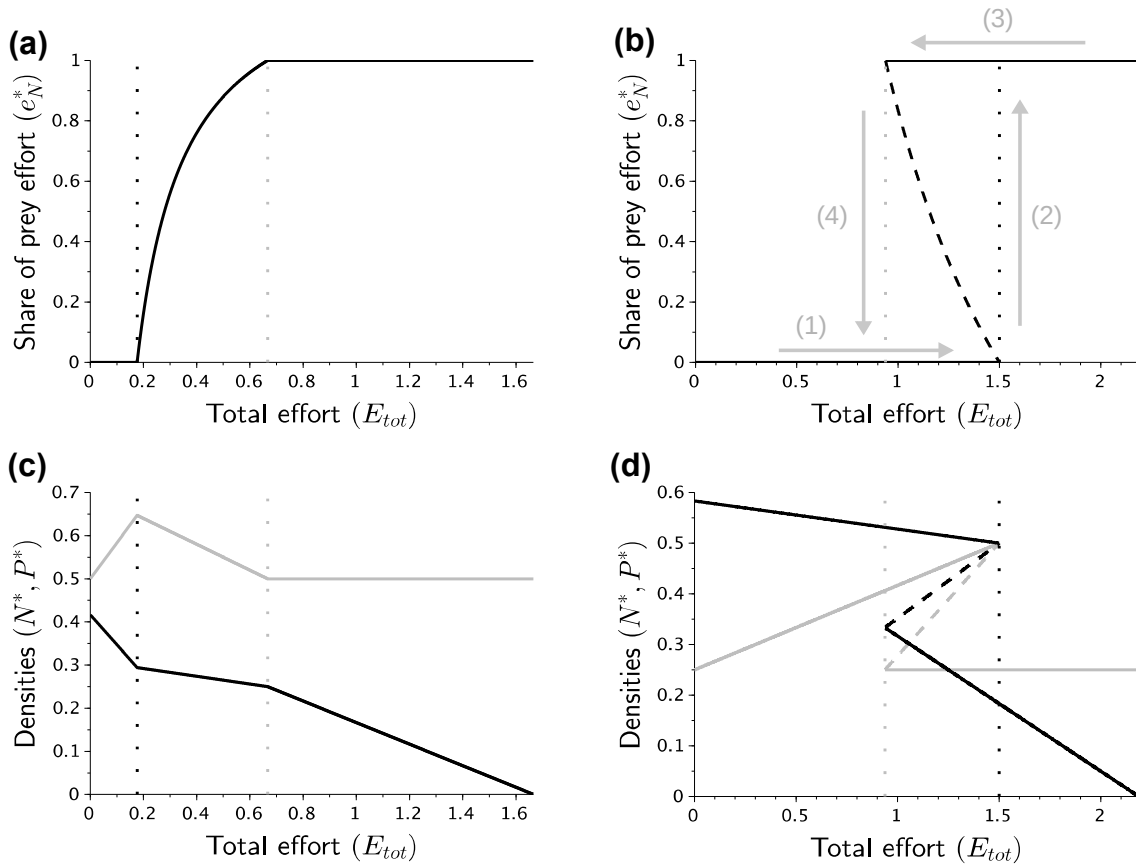 (a)
Share of prey effort (e*_N)
1
0.8
0.6
0.4
0.2
0
0 0.2 0.4 0.6 0.8 1 1.2 1.4 1.6
Total effort (E_tot)
(b)
(3)
Share of prey effort (e*_N)
1
0.8
0.6
0.4
0.2
0
(4)
(2)
(1)
0 0.5 1 1.5 2
Total effort (E_tot)
(c)
Densities (N*, P*)
0.7
0.6
0.5
0.4
0.3
0.2
0.1
0
0 0.2 0.4 0.6 0.8 1 1.2 1.4 1.6
Total effort (E_tot)
(d)
Densities (N*, P*)
0.6
0.5
0.4
0.3
0.2
0.1
0
0 0.5 1 1.5 2
Total effort (E_tot)